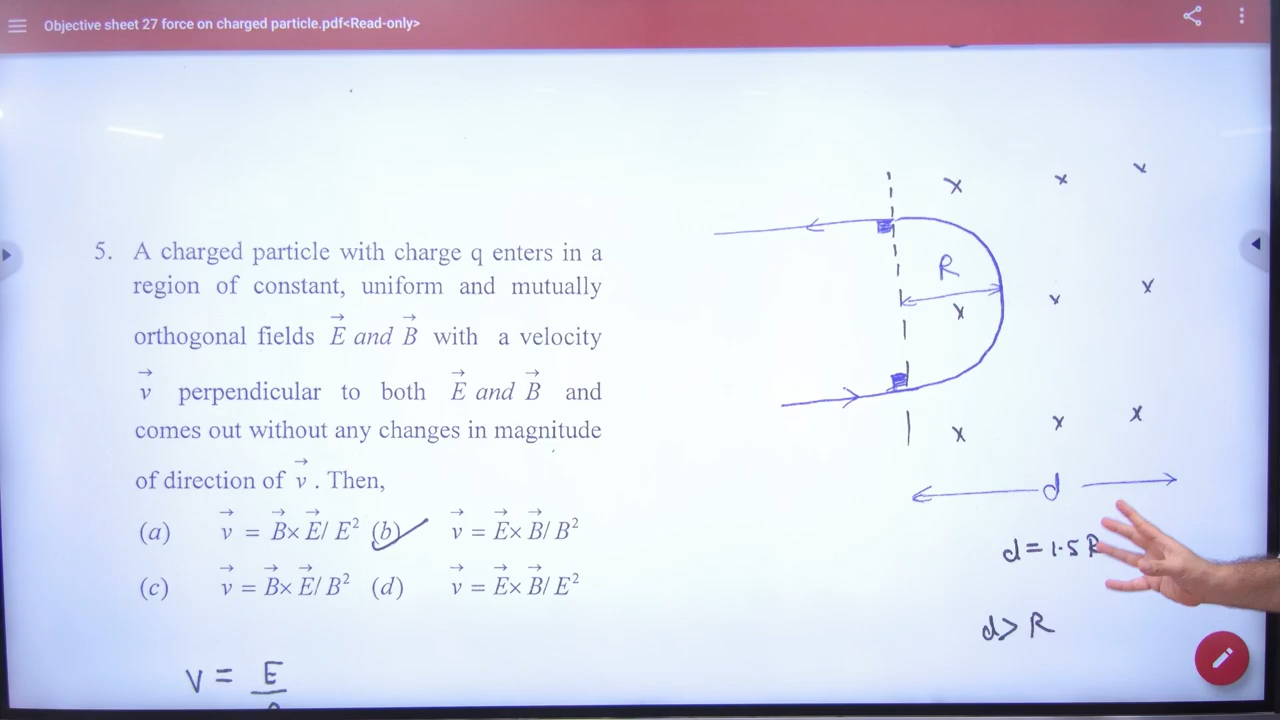 Objective sheet 27 force on charged particle.pdf<Read-only>
5. A charged particle with charge q enters in a
region of constant, uniform and mutually
orthogonal fields E⃗ and B⃗ with a velocity
v⃗ perpendicular to both E⃗ and B⃗ and
comes out without any changes in magnitude
of direction of v⃗ . Then,
(a) v⃗ = B⃗× E⃗/ E² (b) v⃗ = E⃗× B⃗/ B²
(c) v⃗ = B⃗× E⃗/ B² (d) v⃗ = E⃗× B⃗/ E²
V = E
x x x
R
x x x
x x x
d
d = 1.5 R
d > R